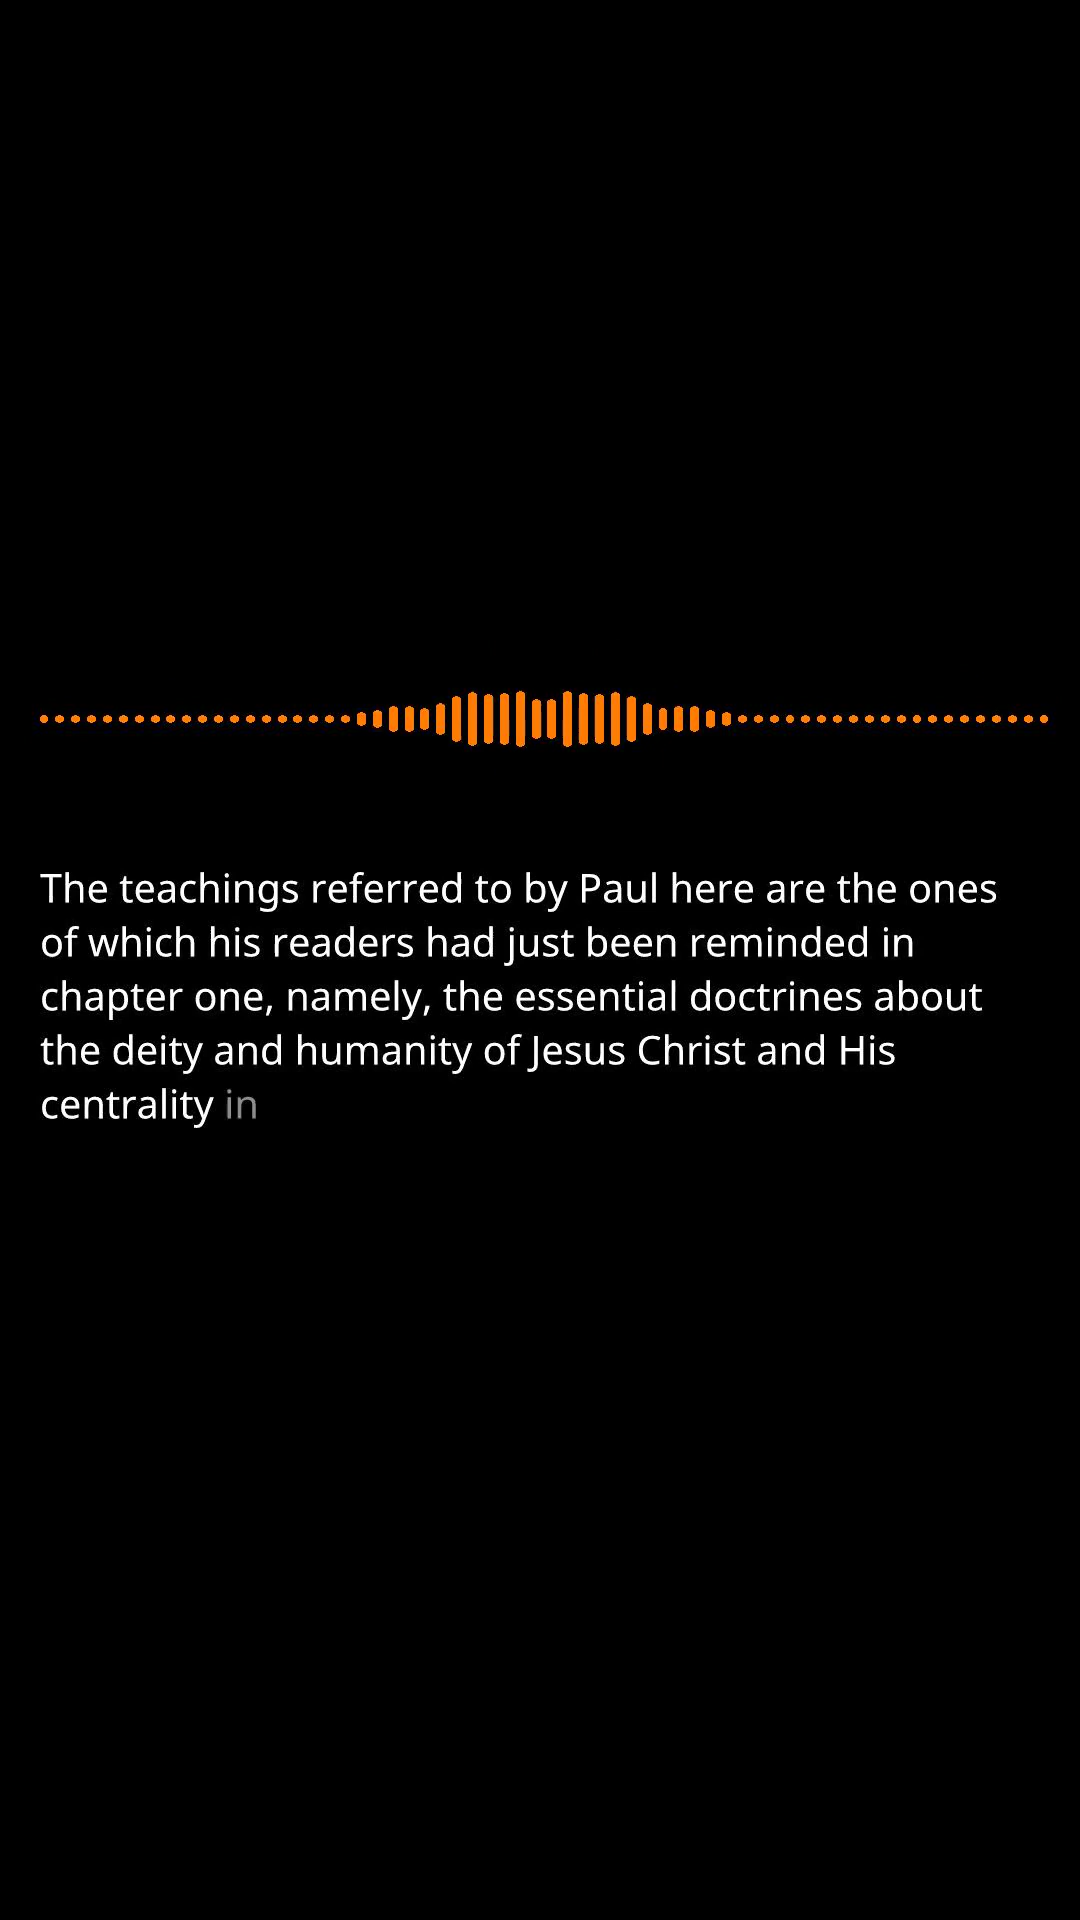 The teachings referred to by Paul here are the ones
of which his readers had just been reminded in
chapter one, namely, the essential doctrines about
the deity and humanity of Jesus Christ and His
centrality in